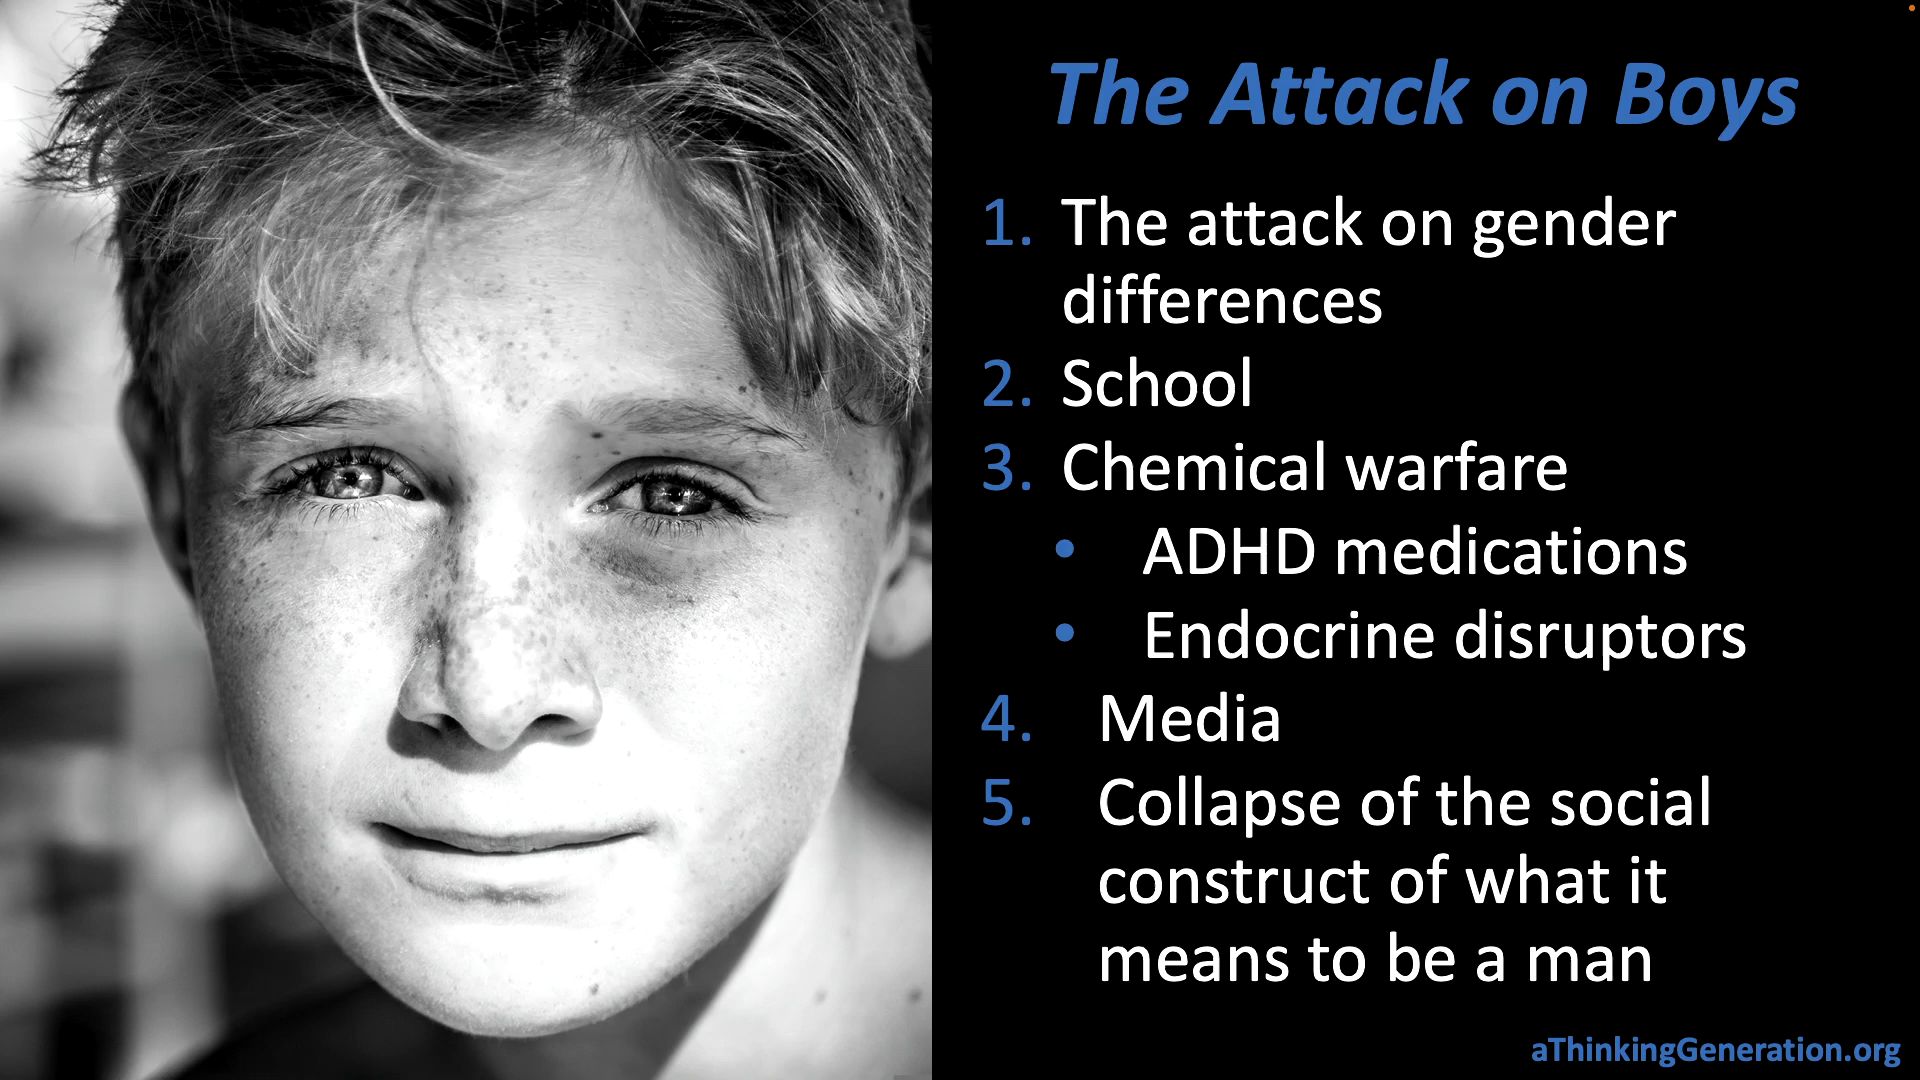 The Attack on Boys
1. The attack on gender
differences
2. School
3. Chemical warfare
• ADHD medications
• Endocrine disruptors
4. Media
5. Collapse of the social
construct of what it
means to be a man
aThinkingGeneration.org